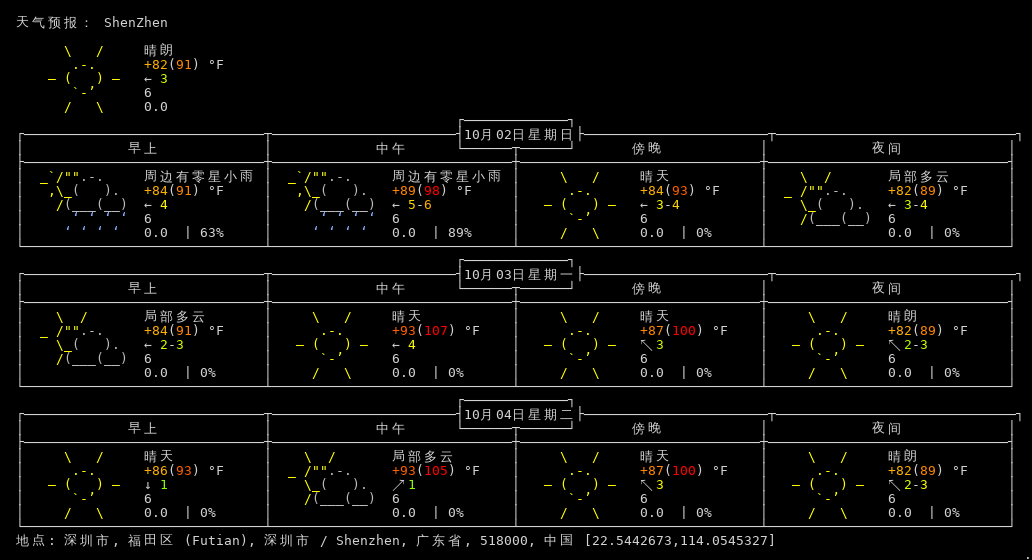 天气预报： ShenZhen
晴朗
+82(91) °F
← 3
6
0.0
10月02日星期日
早上 中午 傍晚 夜间
周边有零星小雨 周边有零星小雨 晴天 局部多云
+84(91) °F +89(98) °F +84(93) °F +82(89) °F
← 4 ← 5-6 ← 3-4 ← 3-4
6 6 6 6
0.0 | 63% 0.0 | 89% 0.0 | 0% 0.0 | 0%
10月03日星期一
早上 中午 傍晚 夜间
局部多云 晴天 晴天 晴朗
+84(91) °F +93(107) °F +87(100) °F +82(89) °F
← 2-3 ← 4 ↖ 3 ↖ 2-3
6 6 6 6
0.0 | 0% 0.0 | 0% 0.0 | 0% 0.0 | 0%
10月04日星期二
早上 中午 傍晚 夜间
晴天 局部多云 晴天 晴朗
+86(93) °F +93(105) °F +87(100) °F +82(89) °F
↓ 1 ↗ 1 ↖ 3 ↖ 2-3
6 6 6 6
0.0 | 0% 0.0 | 0% 0.0 | 0% 0.0 | 0%
地点: 深圳市, 福田区 (Futian), 深圳市 / Shenzhen, 广东省, 518000, 中国 [22.5442673,114.0545327]